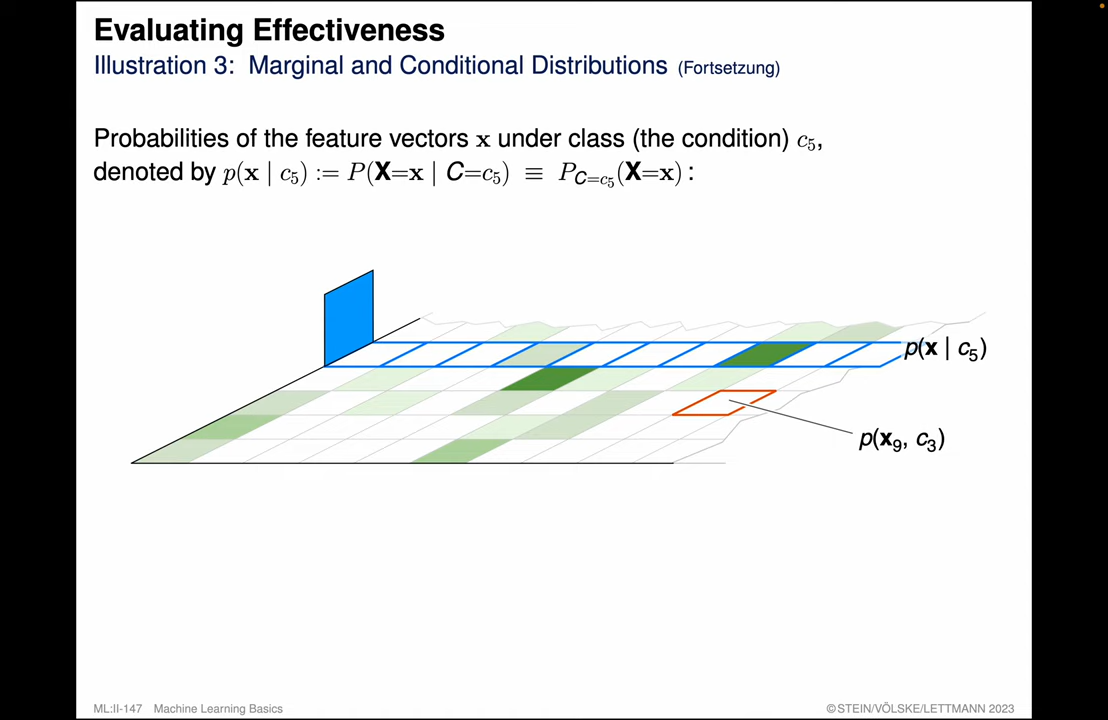 Evaluating Effectiveness
Illustration 3: Marginal and Conditional Distributions (Fortsetzung)
Probabilities of the feature vectors x under class (the condition) c₅,
denoted by p(x | c₅) := P(X=x | C=c₅) ≡ P_{C=c₅}(X=x) :
p(x | c₅)
p(x₉, c₃)
ML:II-147 Machine Learning Basics
© STEIN/VÖLSKE/LETTMANN 2023